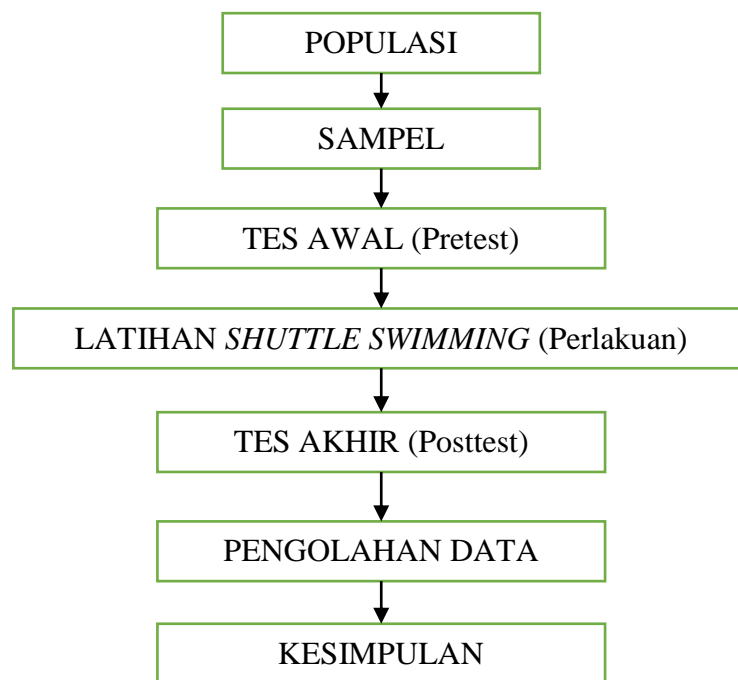 POPULASI
SAMPEL
TES AWAL (Pretest)
LATIHAN SHUTTLE SWIMMING (Perlakuan)
TES AKHIR (Posttest)
PENGOLAHAN DATA
KESIMPULAN